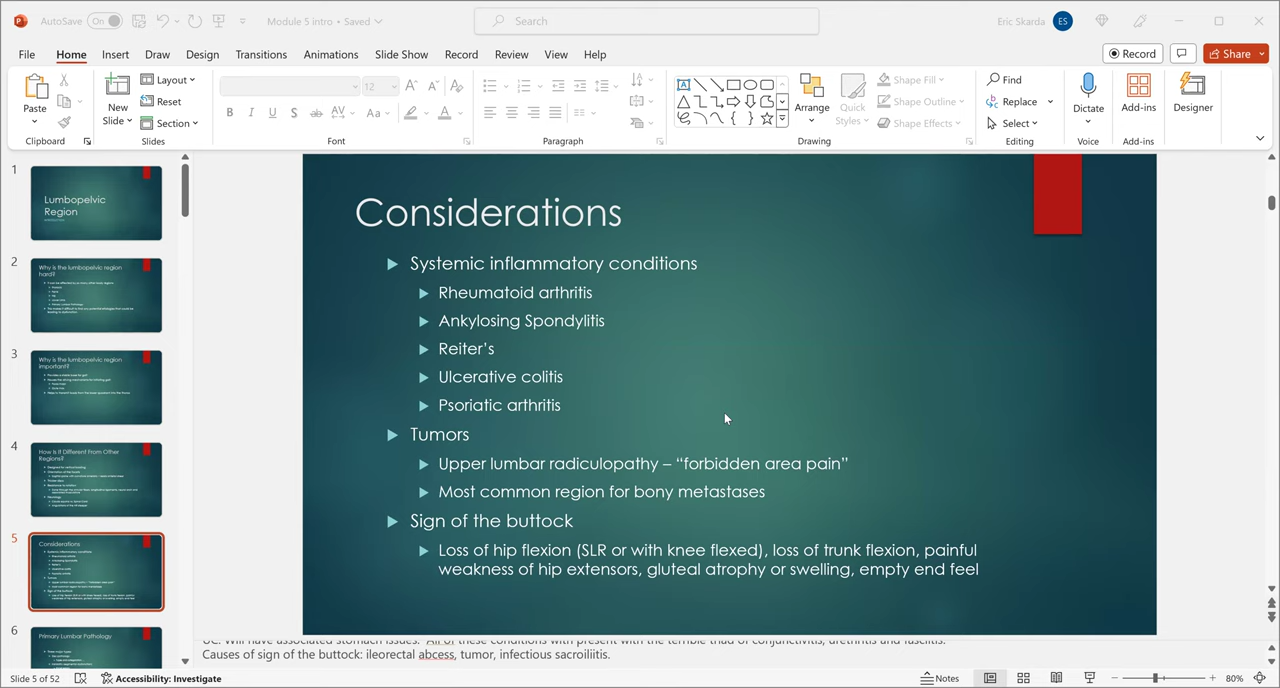 AutoSave On
Module 5 intro • Saved
Search
Eric Skarda ES
File Home Insert Draw Design Transitions Animations Slide Show Record Review View Help
Record Share
Paste
New Slide
Layout
Reset
Section
12
Arrange
Quick Styles
Shape Fill
Shape Outline
Shape Effects
Find
Replace
Select
Dictate
Add-ins
Designer
Clipboard Slides Font Paragraph Drawing Editing Voice Add-ins
1
Lumbopelvic
Region
2
Why is the lumbopelvic region
hard?
3
Why is the lumbopelvic region
important?
4
How Is it Different From Other
Regions?
5
Considerations
6
Primary Lumbar Pathology
Considerations
Systemic inflammatory conditions
Rheumatoid arthritis
Ankylosing Spondylitis
Reiter's
Ulcerative colitis
Psoriatic arthritis
Tumors
Upper lumbar radiculopathy – “forbidden area pain”
Most common region for bony metastases
Sign of the buttock
Loss of hip flexion (SLR or with knee flexed, loss of trunk flexion, painful
weakness of hip extensors, gluteal atrophy or swelling, empty end feel
UC: Will have associated stomach issues. All of these conditions with present with the terrible triad of conjunctivitis, urethritis and fasciitis.
Causes of sign of the buttock: ileorectal abcess, tumor, infectious sacroiliitis.
Slide 5 of 52 Accessibility: Investigate Notes 80%